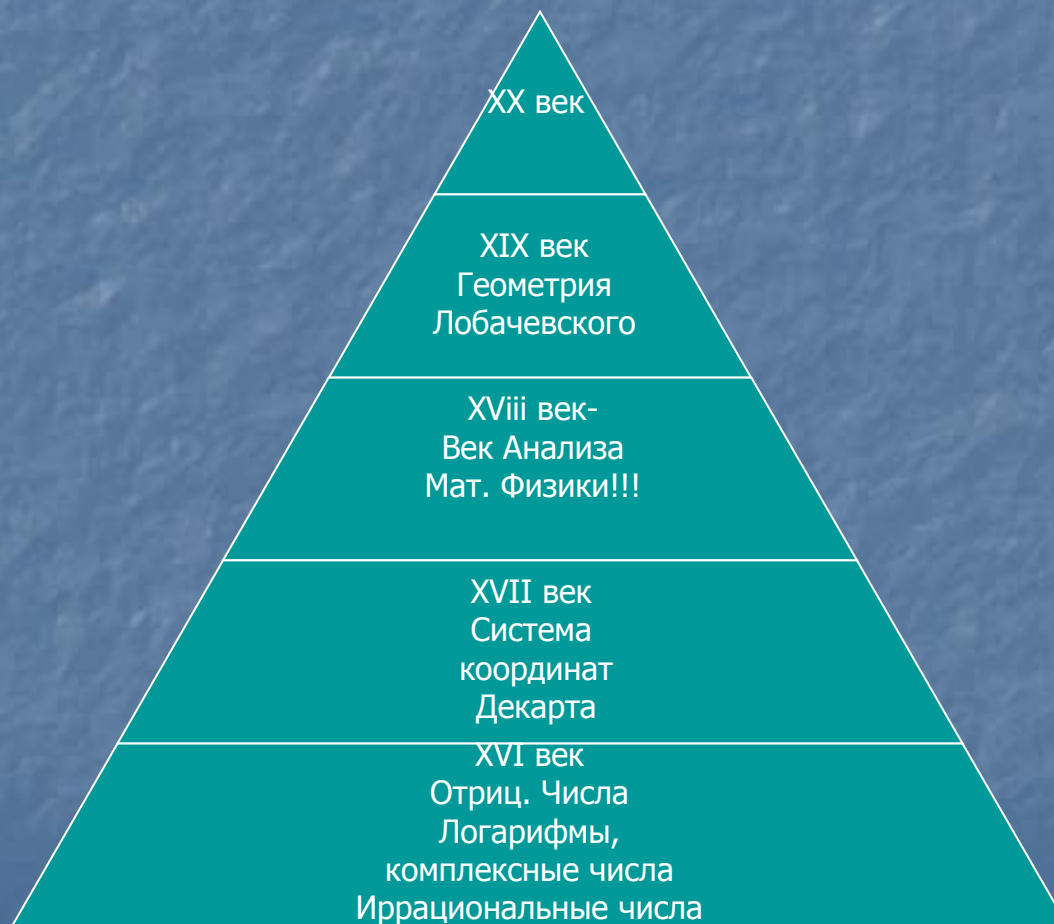 XX век
XIX век
Геометрия
Лобачевского
XViii век-
Век Анализа
Мат. Физики!!!
XVII век
Система
координат
Декарта
XVI век
Отриц. Числа
Логарифмы,
комплексные числа
Иррациональные числа